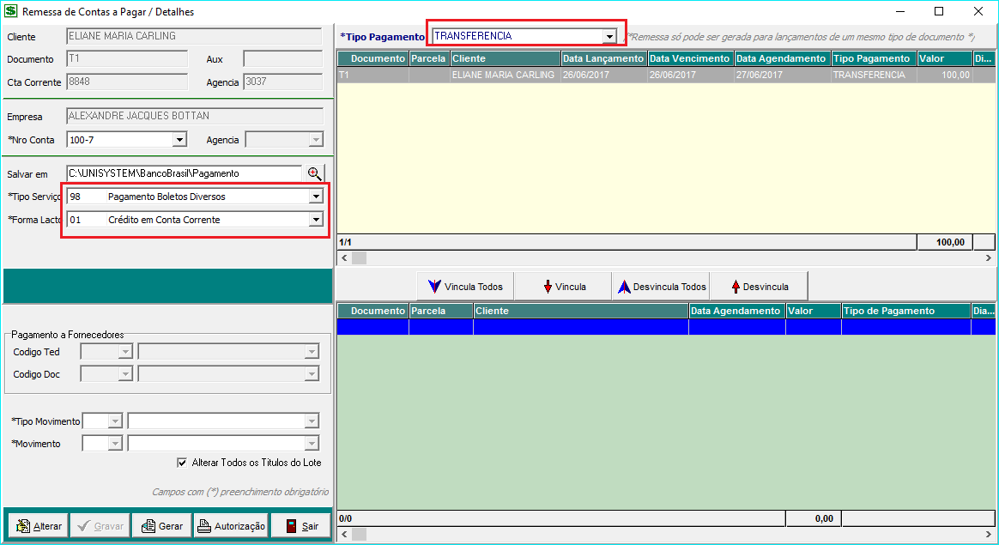 Remessa de Contas a Pagar / Detalhes
Cliente ELIANE MARIA CARLING
Documento T1 Aux
Cta Corrente 8848 Agencia 3037
Empresa ALEXANDRE JACQUES BOTTAN
*Nro Conta 100-7 Agencia
Salvar em C:\UNISYSTEM\BancoBrasil\Pagamento
*Tipo Serviço 98 Pagamento Boletos Diversos
*Forma Lacto 01 Crédito em Conta Corrente
Pagamento a Fornecedores
Codigo Ted
Codigo Doc
*Tipo Movimento
*Movimento
Alterar Todos os Titulos do Lote
Campos com (*) preenchimento obrigatório
Alterar Gravar Gerar Autorização Sair
*Tipo Pagamento TRANSFERENCIA (*Remessa só pode ser gerada para lançamentos de um mesmo tipo de documento *)
Documento Parcela Cliente Data Lançamento Data Vencimento Data Agendamento Tipo Pagamento Valor Di...
T1 ELIANE MARIA CARLING 26/06/2017 26/06/2017 27/06/2017 TRANSFERENCIA 100,00
1/1 100,00
Vincula Todos Vincula Desvincula Todos Desvincula
Documento Parcela Cliente Data Agendamento Valor Tipo de Pagamento Dia...
0/0 0,00